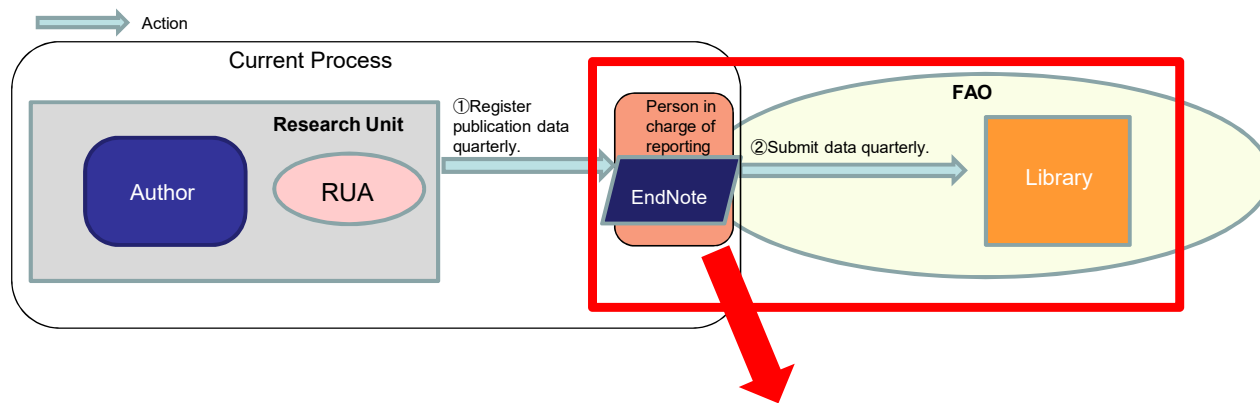 Action
Current Process
Research Unit
Author
RUA
①Register
publication data
quarterly.
Person in
charge of
reporting
EndNote
②Submit data quarterly.
FAO
Library